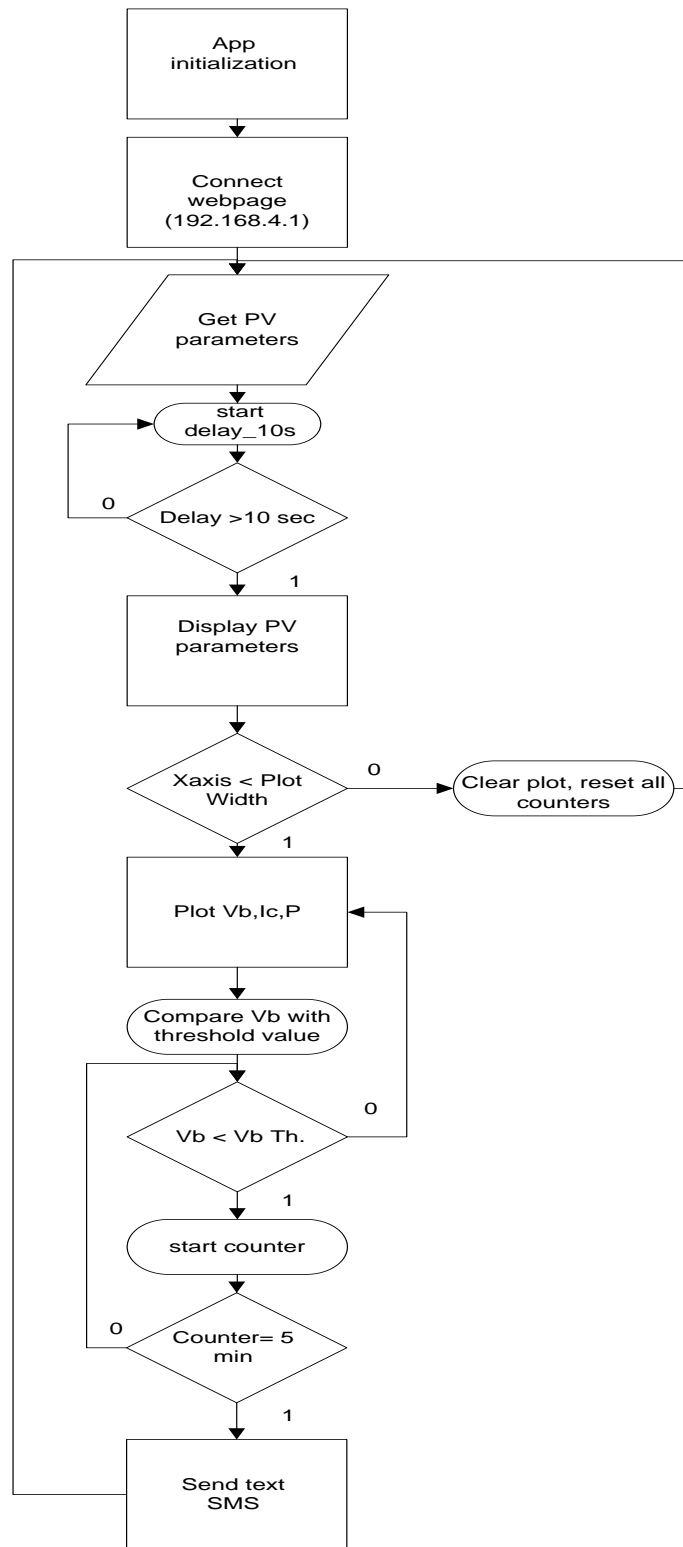 App
initialization
Connect
webpage
(192.168.4.1)
Get PV
parameters
start
delay_10s
0
Delay >10 sec
1
Display PV
parameters
Xaxis < Plot
Width
0
Clear plot, reset all
counters
1
Plot Vb,Ic,P
Compare Vb with
threshold value
0
Vb < Vb Th.
1
start counter
0
Counter= 5
min
1
Send text
SMS